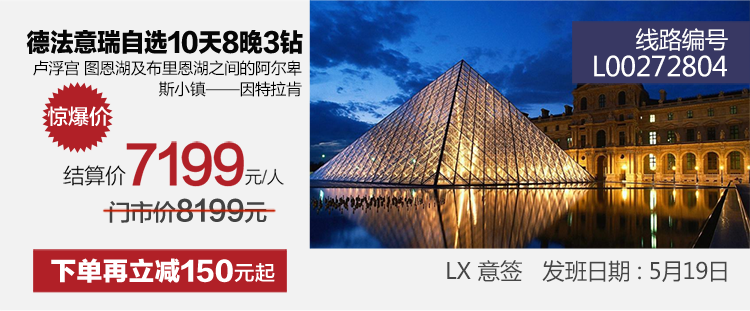 德法意瑞自选10天8晚3钻
卢浮宫 图恩湖及布里恩湖之间的阿尔卑
斯小镇——因特拉肯
惊爆价
结算价7199元/人
门市价8199元
下单再立减150元起
线路编号
L00272804
LX 意签 发班日期：5月19日